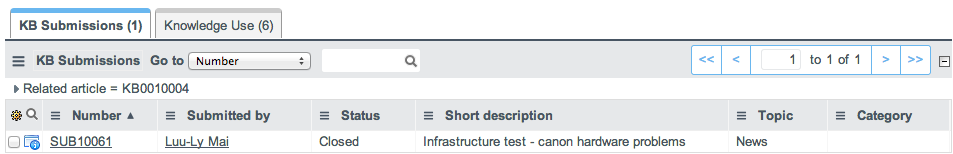 KB Submissions (1) Knowledge Use (6)
KB Submissions Go to Number << < 1 to 1 of 1 > >>
Related article = KB0010004
Number ▲ Submitted by Status Short description Topic Category
SUB10061 Luu-Ly Mai Closed Infrastructure test - canon hardware problems News